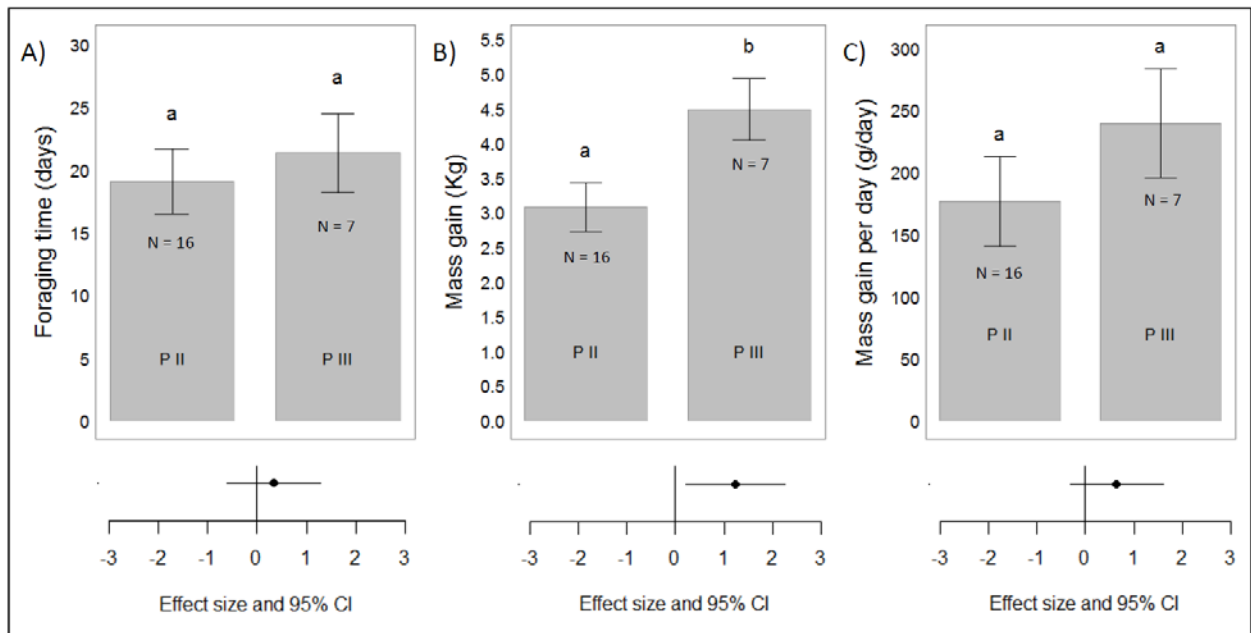 A)
Foraging time (days)
30
25
20
15
10
5
0
a
a
N = 16
N = 7
P II
P III
-3 -2 -1 0 1 2 3
Effect size and 95% CI
B)
Mass gain (Kg)
5.5
5.0
4.5
4.0
3.5
3.0
2.5
2.0
1.5
1.0
0.5
0.0
a
b
N = 16
N = 7
P II
P III
-3 -2 -1 0 1 2 3
Effect size and 95% CI
C)
Mass gain per day (g/day)
300
250
200
150
100
50
0
a
a
N = 16
N = 7
P II
P III
-3 -2 -1 0 1 2 3
Effect size and 95% CI